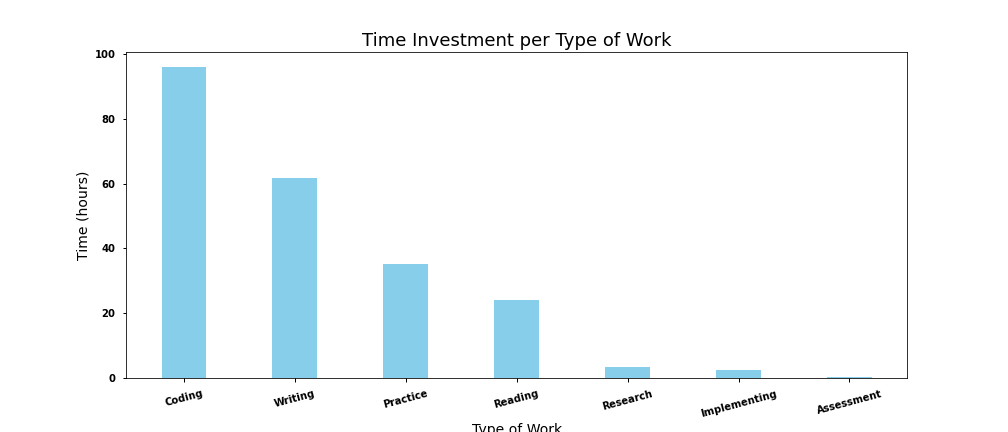 Time Investment per Type of Work
100
80
60
40
20
0
Time (hours)
Coding
Writing
Practice
Reading
Research
Implementing
Assessment
Type of Work